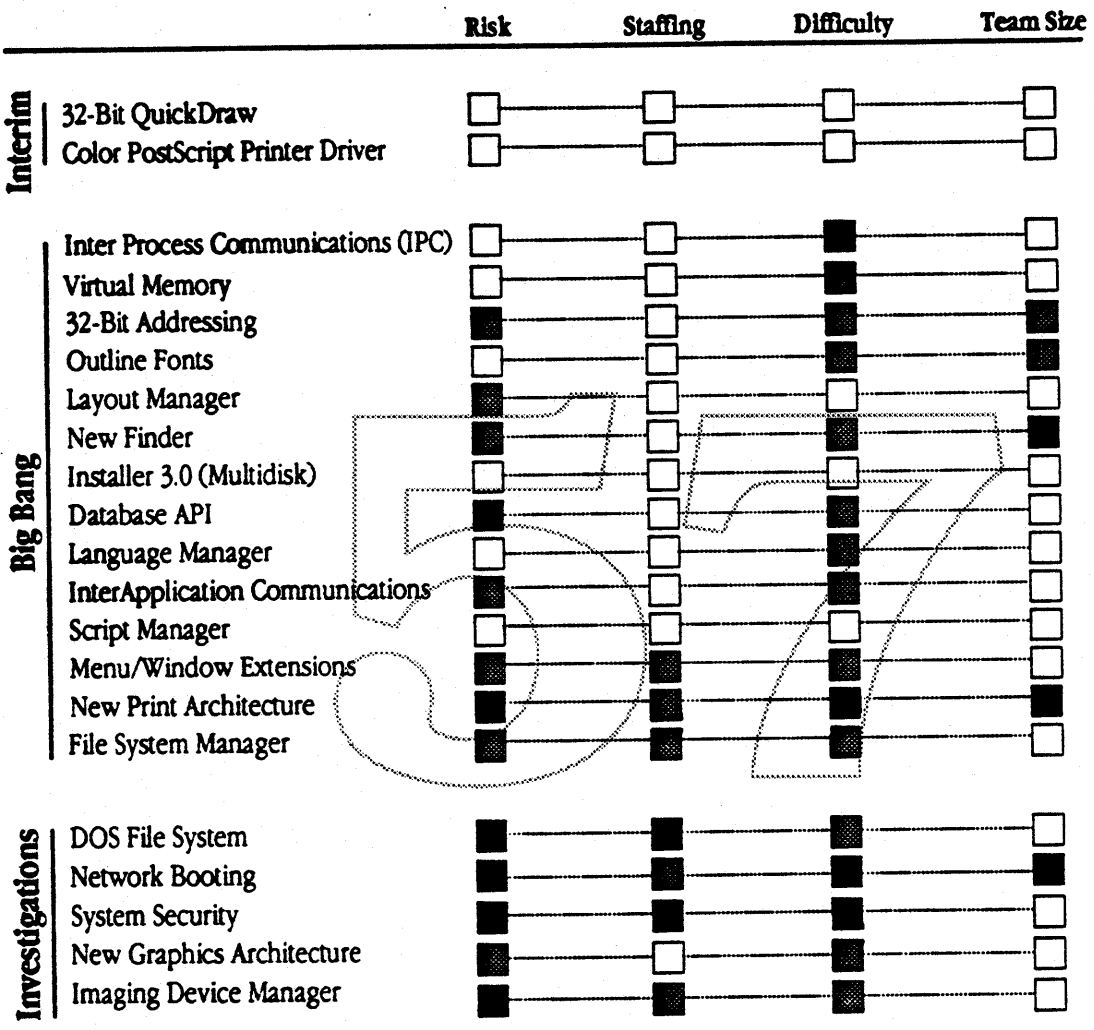 Risk Staffing Difficulty Team Size
Interim
32-Bit QuickDraw
Color PostScript Printer Driver
Big Bang
Inter Process Communications (IPC)
Virtual Memory
32-Bit Addressing
Outline Fonts
Layout Manager
New Finder
Installer 3.0 (Multidisk)
Database API
Language Manager
InterApplication Communications
Script Manager
Menu/Window Extensions
New Print Architecture
File System Manager
57
Investigations
DOS File System
Network Booting
System Security
New Graphics Architecture
Imaging Device Manager